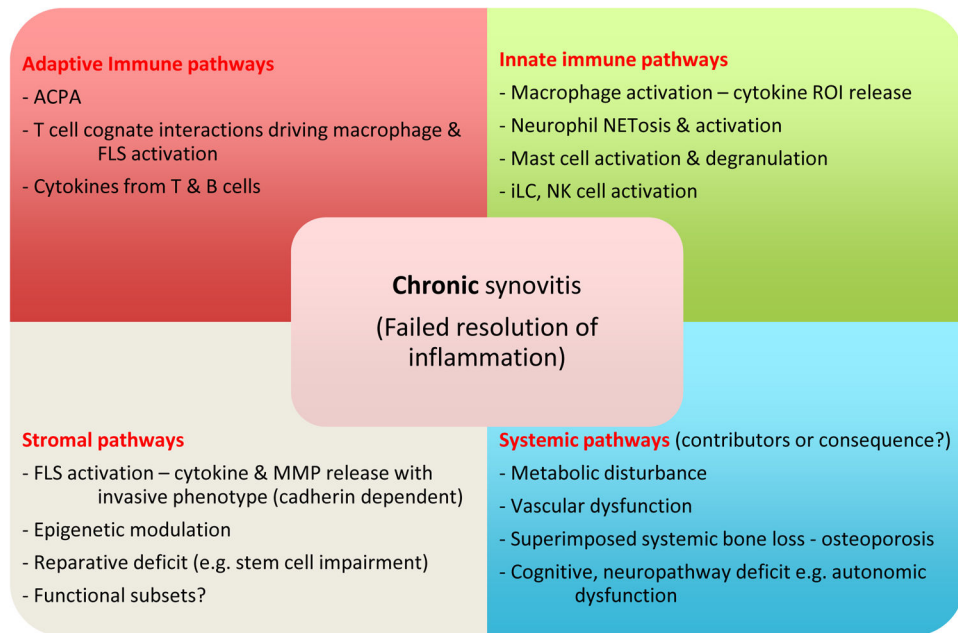 Adaptive Immune pathways
- ACPA
- T cell cognate interactions driving macrophage &
FLS activation
- Cytokines from T & B cells
Innate immune pathways
- Macrophage activation – cytokine ROI release
- Neurophil NETosis & activation
- Mast cell activation & degranulation
- iLC, NK cell activation
Chronic synovitis
(Failed resolution of
inflammation)
Stromal pathways
- FLS activation – cytokine & MMP release with
invasive phenotype (cadherin dependent)
- Epigenetic modulation
- Reparative deficit (e.g. stem cell impairment)
- Functional subsets?
Systemic pathways (contributors or consequence?)
- Metabolic disturbance
- Vascular dysfunction
- Superimposed systemic bone loss - osteoporosis
- Cognitive, neuropathway deficit e.g. autonomic
dysfunction